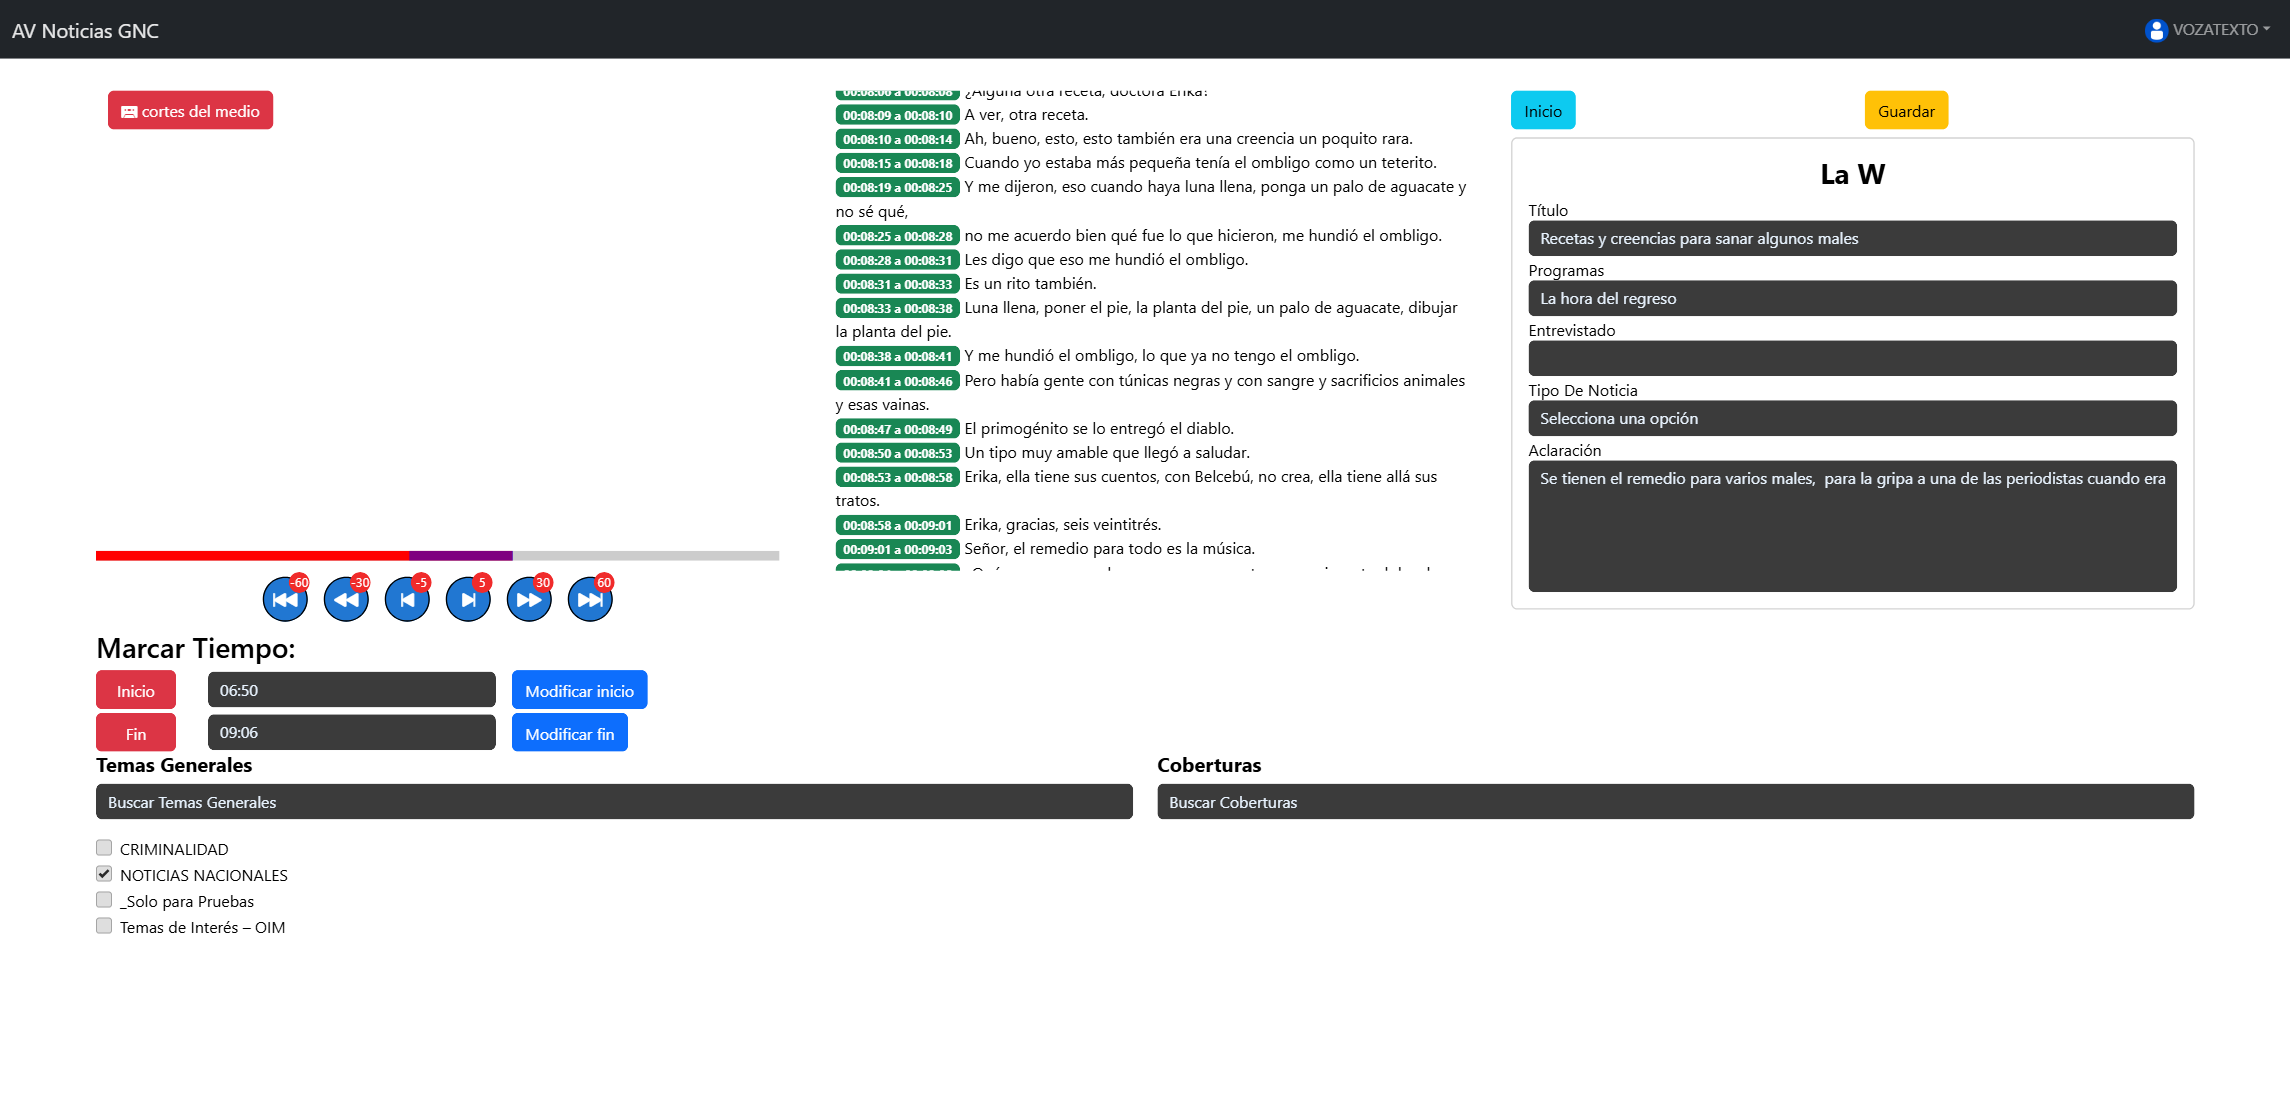 AV Noticias GNC
VOZATEXTO
cortes del medio
-60
-30
-5
5
30
60
Marcar Tiempo:
Inicio
06:50
Modificar inicio
Fin
09:06
Modificar fin
00:08:06 a 00:08:08 ¿Alguna otra receta, doctora Erika?
00:08:09 a 00:08:10 A ver, otra receta.
00:08:10 a 00:08:14 Ah, bueno, esto, esto también era una creencia un poquito rara.
00:08:15 a 00:08:18 Cuando yo estaba más pequeña tenía el ombligo como un teterito.
00:08:19 a 00:08:25 Y me dijeron, eso cuando haya luna llena, ponga un palo de aguacate y
no sé qué,
00:08:25 a 00:08:28 no me acuerdo bien qué fue lo que hicieron, me hundió el ombligo.
00:08:28 a 00:08:31 Les digo que eso me hundió el ombligo.
00:08:31 a 00:08:33 Es un rito también.
00:08:33 a 00:08:38 Luna llena, poner el pie, la planta del pie, un palo de aguacate, dibujar
la planta del pie.
00:08:38 a 00:08:41 Y me hundió el ombligo, lo que ya no tengo el ombligo.
00:08:41 a 00:08:46 Pero había gente con túnicas negras y con sangre y sacrificios animales
y esas vainas.
00:08:47 a 00:08:49 El primogénito se lo entregó el diablo.
00:08:50 a 00:08:53 Un tipo muy amable que llegó a saludar.
00:08:53 a 00:08:58 Erika, ella tiene sus cuentos, con Belcebú, no crea, ella tiene allá sus
tratos.
00:08:58 a 00:09:01 Erika, gracias, seis veintitrés.
00:09:01 a 00:09:03 Señor, el remedio para todo es la música.
Inicio
Guardar
La W
Título
Recetas y creencias para sanar algunos males
Programas
La hora del regreso
Entrevistado
Tipo De Noticia
Selecciona una opción
Aclaración
Se tienen el remedio para varios males, para la gripa a una de las periodistas cuando era
Temas Generales
Buscar Temas Generales
CRIMINALIDAD
NOTICIAS NACIONALES
_Solo para Pruebas
Temas de Interés – OIM
Coberturas
Buscar Coberturas